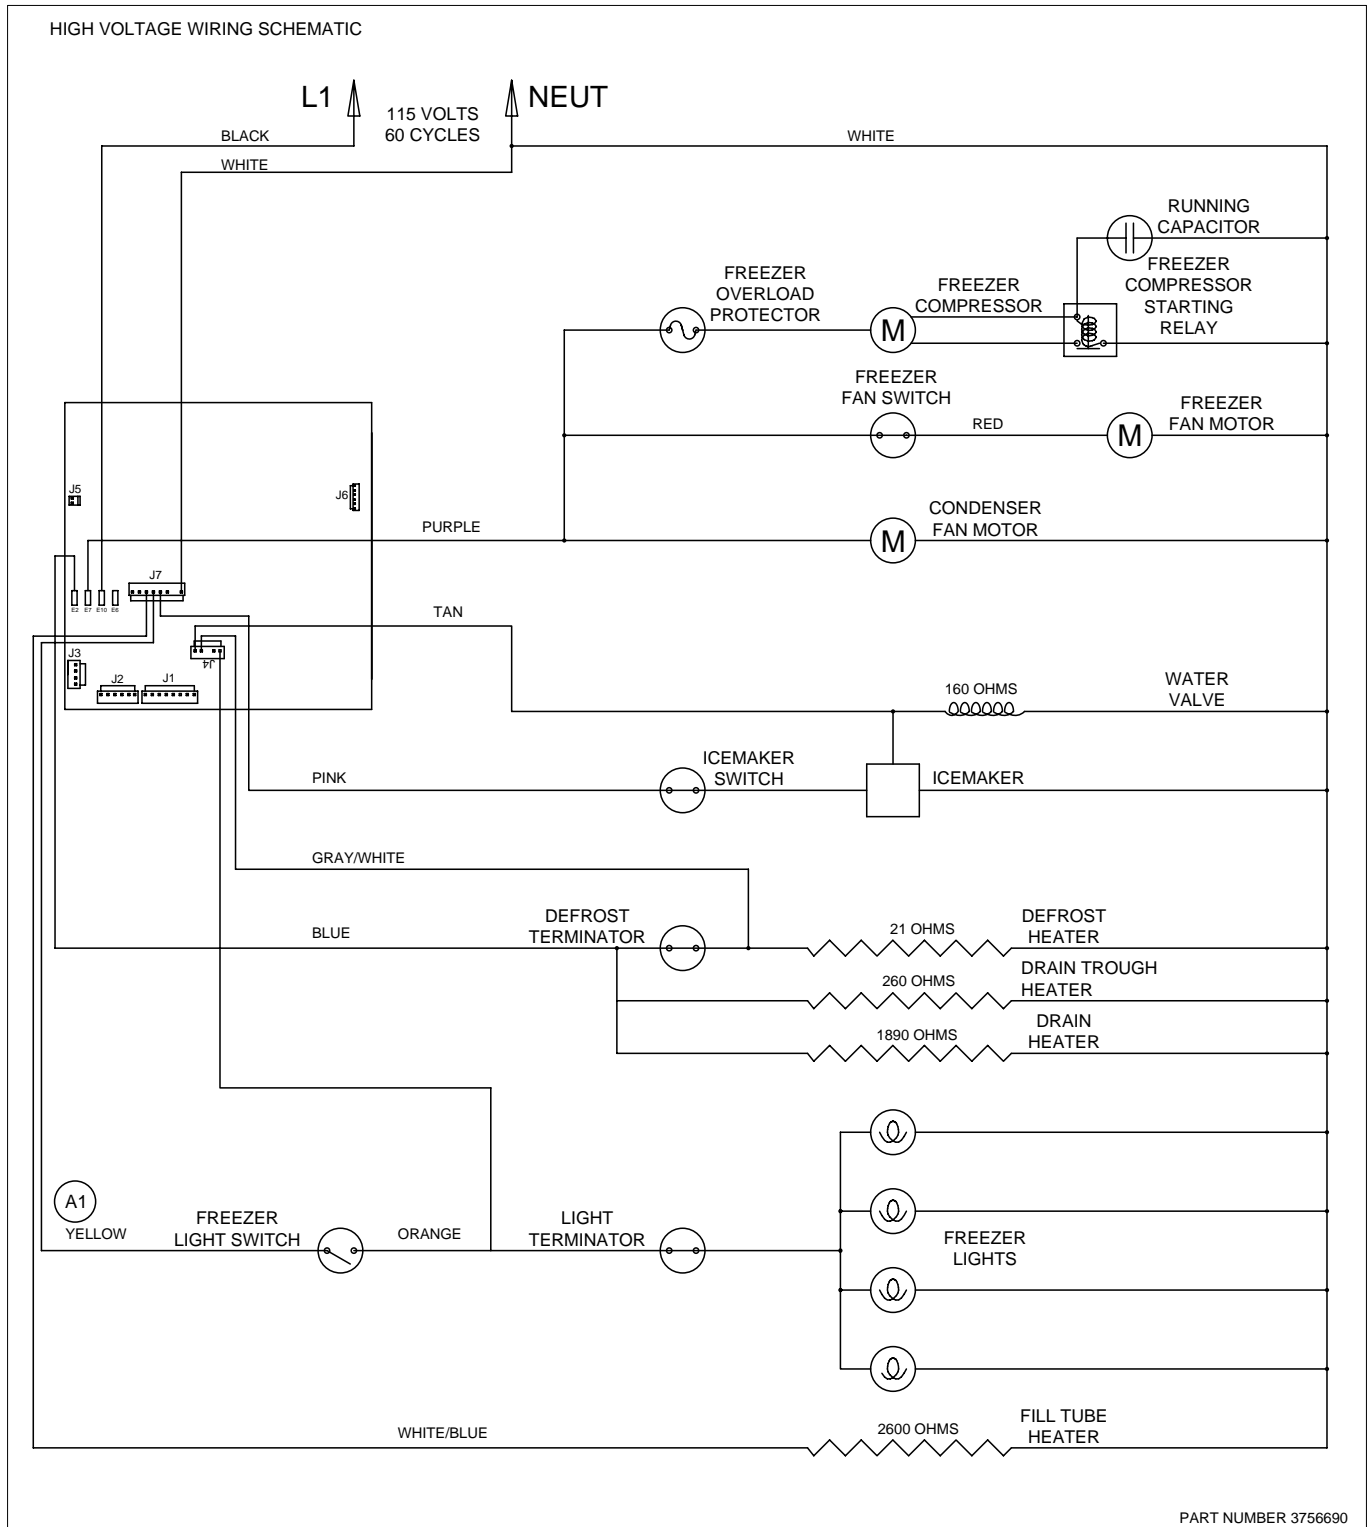 HIGH VOLTAGE WIRING SCHEMATIC
L1
115 VOLTS
60 CYCLES
NEUT
BLACK
WHITE
WHITE
RUNNING
CAPACITOR
FREEZER
OVERLOAD
PROTECTOR
FREEZER
COMPRESSOR
FREEZER
COMPRESSOR
STARTING
RELAY
M
FREEZER
FAN SWITCH
RED
M
FREEZER
FAN MOTOR
J5
J6
PURPLE
M
CONDENSER
FAN MOTOR
J7
E2
E7
E10
E6
TAN
J3
J4
J2
J1
160 OHMS
WATER
VALVE
PINK
ICEMAKER
SWITCH
ICEMAKER
GRAY/WHITE
BLUE
DEFROST
TERMINATOR
21 OHMS
DEFROST
HEATER
260 OHMS
DRAIN TROUGH
HEATER
1890 OHMS
DRAIN
HEATER
A1
YELLOW
FREEZER
LIGHT SWITCH
ORANGE
LIGHT
TERMINATOR
FREEZER
LIGHTS
WHITE/BLUE
2600 OHMS
FILL TUBE
HEATER
PART NUMBER 3756690